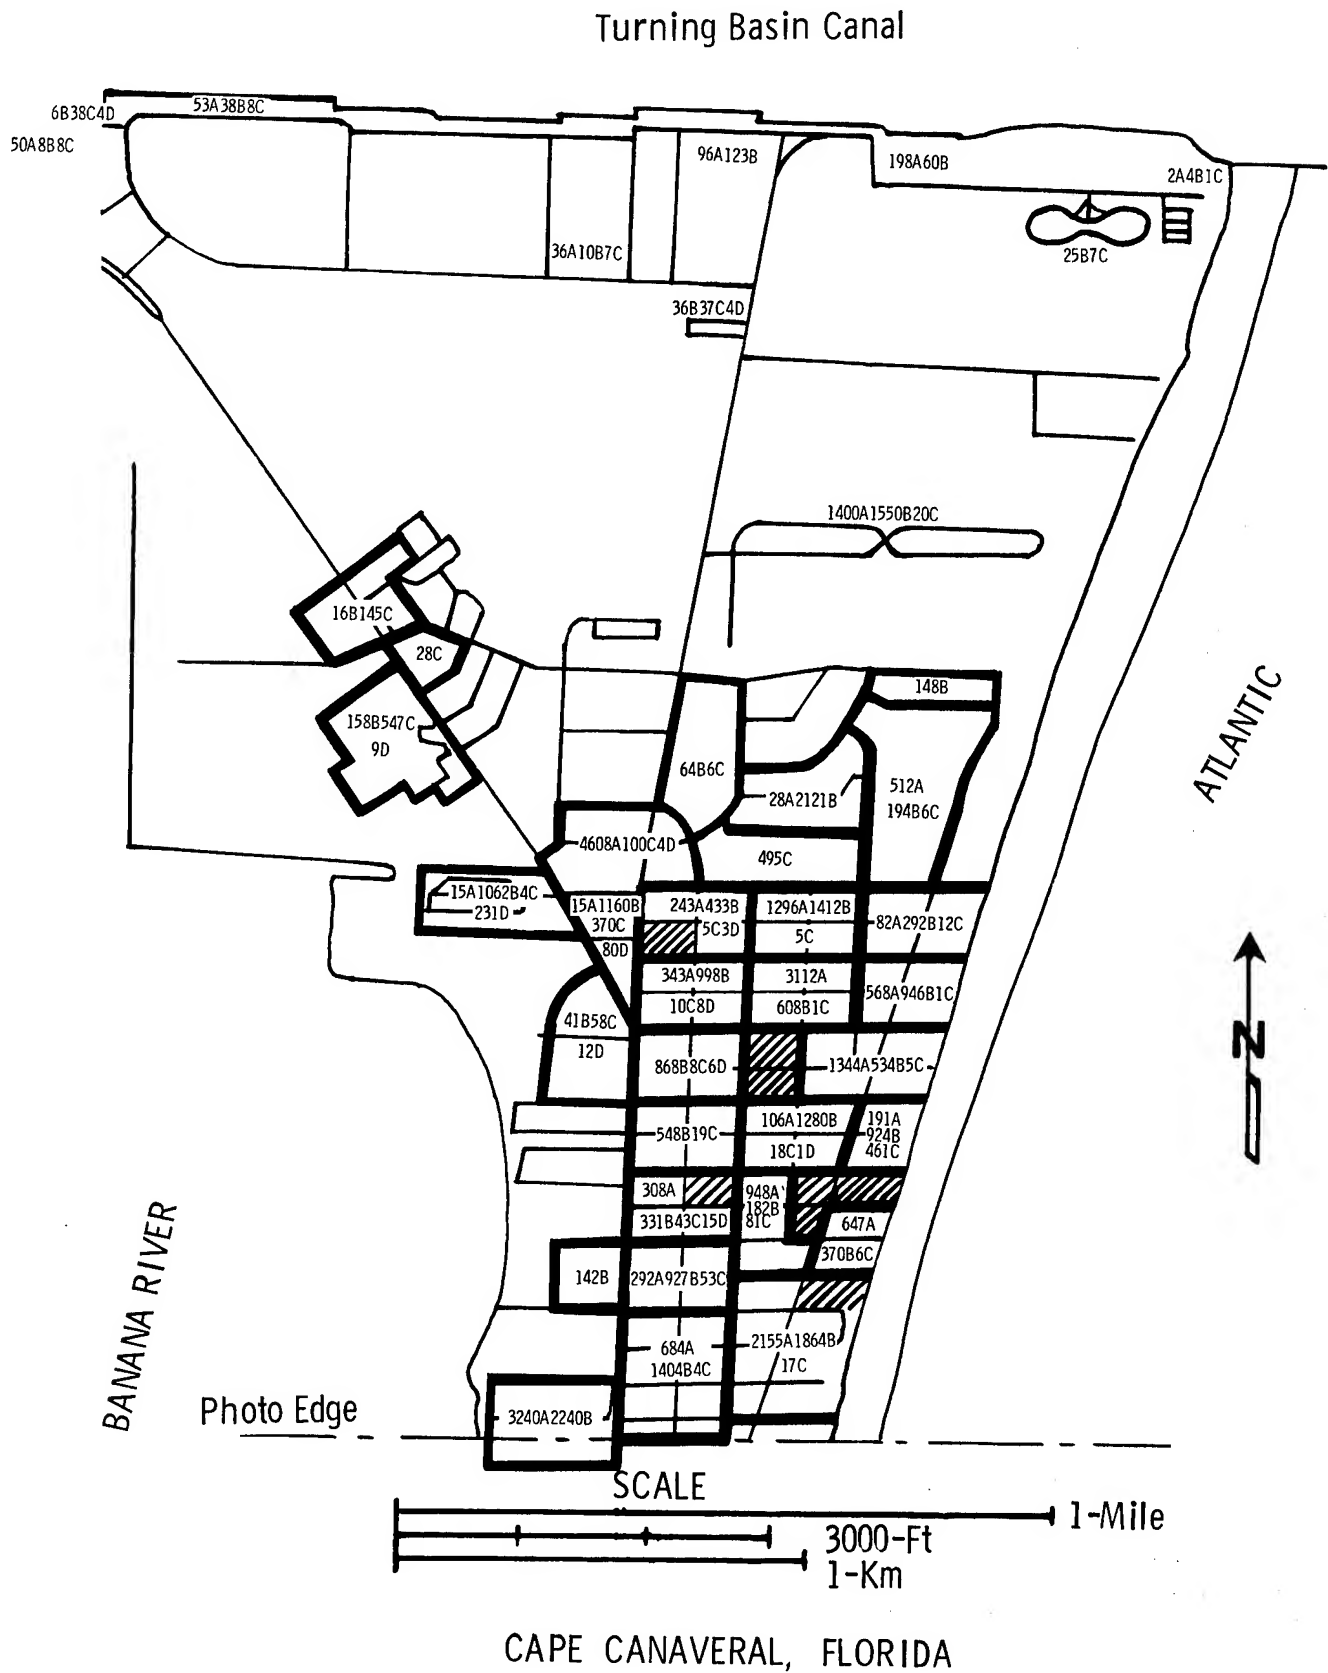 Turning Basin Canal
53A38B8C
6B38C4D
50A8B8C
96A123B
198A60B
2A4B1C
36A10B7C
25B7C
36B37C4D
1400A1550B20C
16B145C
28C
148B
158B547C
9D
64B6C
28A2121B
512A
194B6C
ATLANTIC
4608A100C4D
495C
15A1062B4C
231D
15A1160B
370C
80D
243A433B
5C3D
1296A1412B
5C
82A292B12C
343A998B
10C8D
3112A
608B1C
568A946B1C
41B58C
12D
868B8C6D
1344A534B5C
N
548B19C
106A1280B
18C1D
191A
924B
461C
308A
331B43C15D
948A
182B
81C
647A
370B6C
BANANA RIVER
142B
292A927B53C
684A
1404B4C
2155A1864B
17C
3240A2240B
Photo Edge
SCALE
1-Mile
3000-Ft
1-Km
CAPE CANAVERAL, FLORIDA